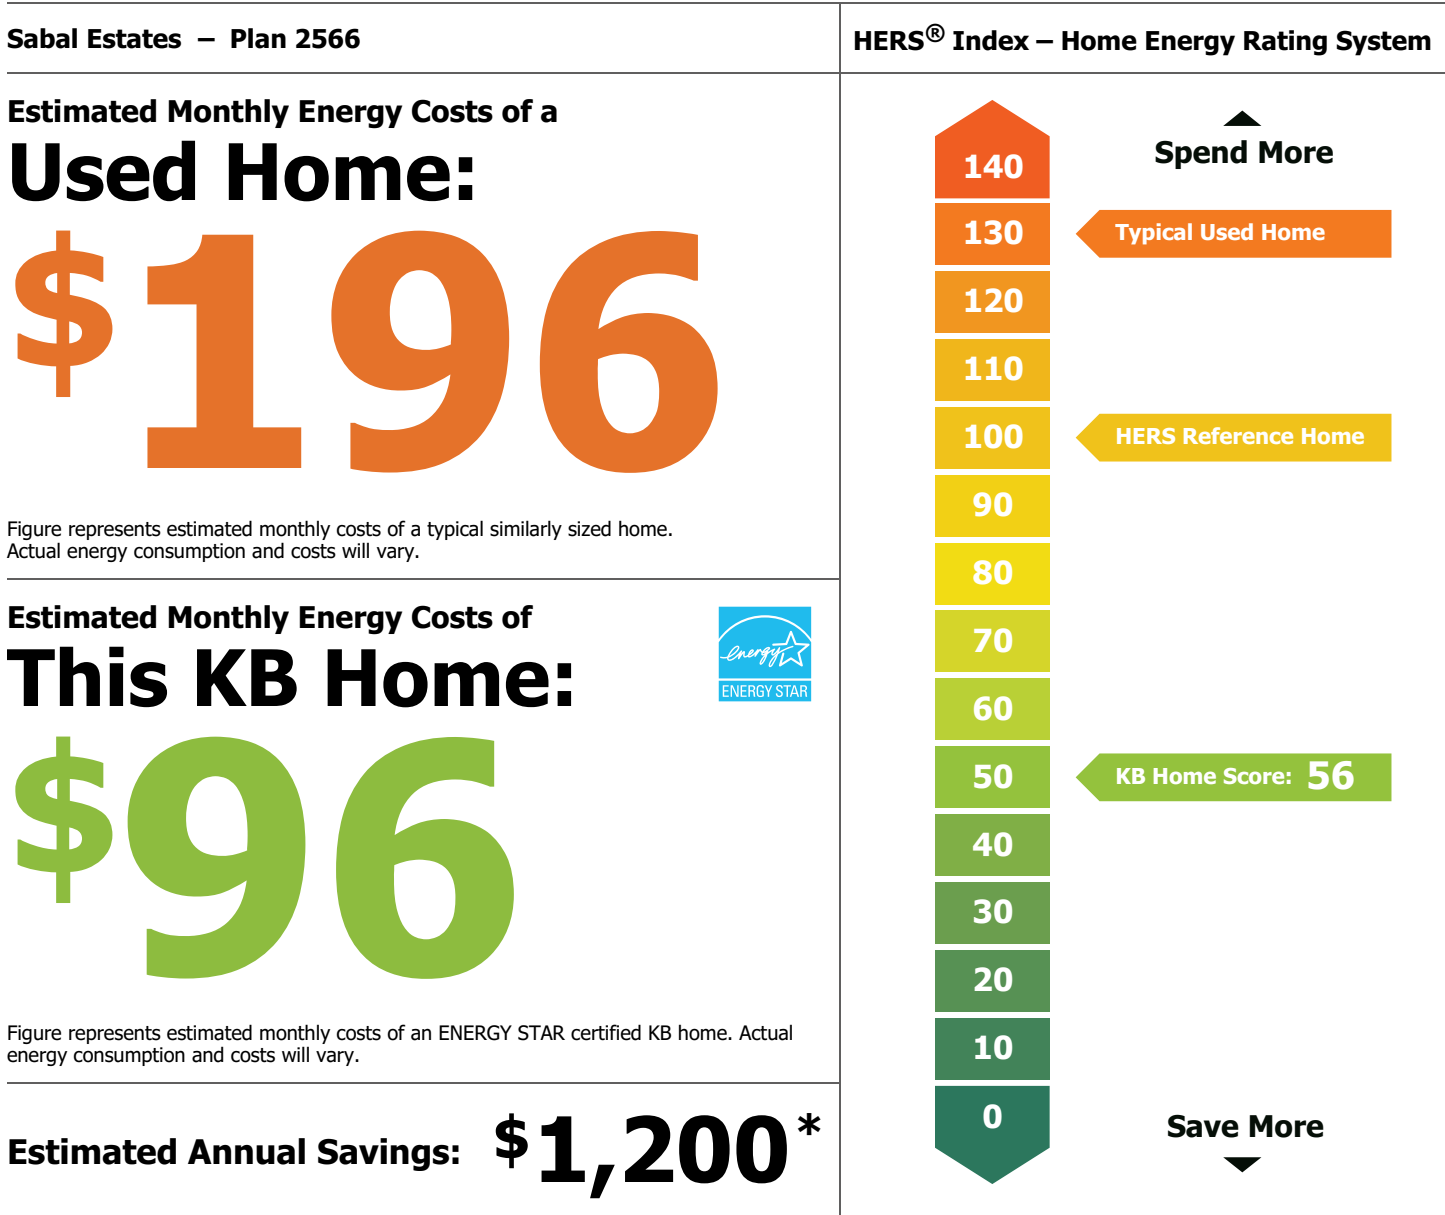 Sabal Estates – Plan 2566
Estimated Monthly Energy Costs of a
Used Home:
$196
Figure represents estimated monthly costs of a typical similarly sized home.
Actual energy consumption and costs will vary.
Estimated Monthly Energy Costs of
This KB Home:
energy
ENERGY STAR
$96
Figure represents estimated monthly costs of an ENERGY STAR certified KB home. Actual
energy consumption and costs will vary.
Estimated Annual Savings: $1,200*
HERS® Index – Home Energy Rating System
Spend More
140
130 Typical Used Home
120
110
100 HERS Reference Home
90
80
70
60
50 KB Home Score: 56
40
30
20
10
0
Save More